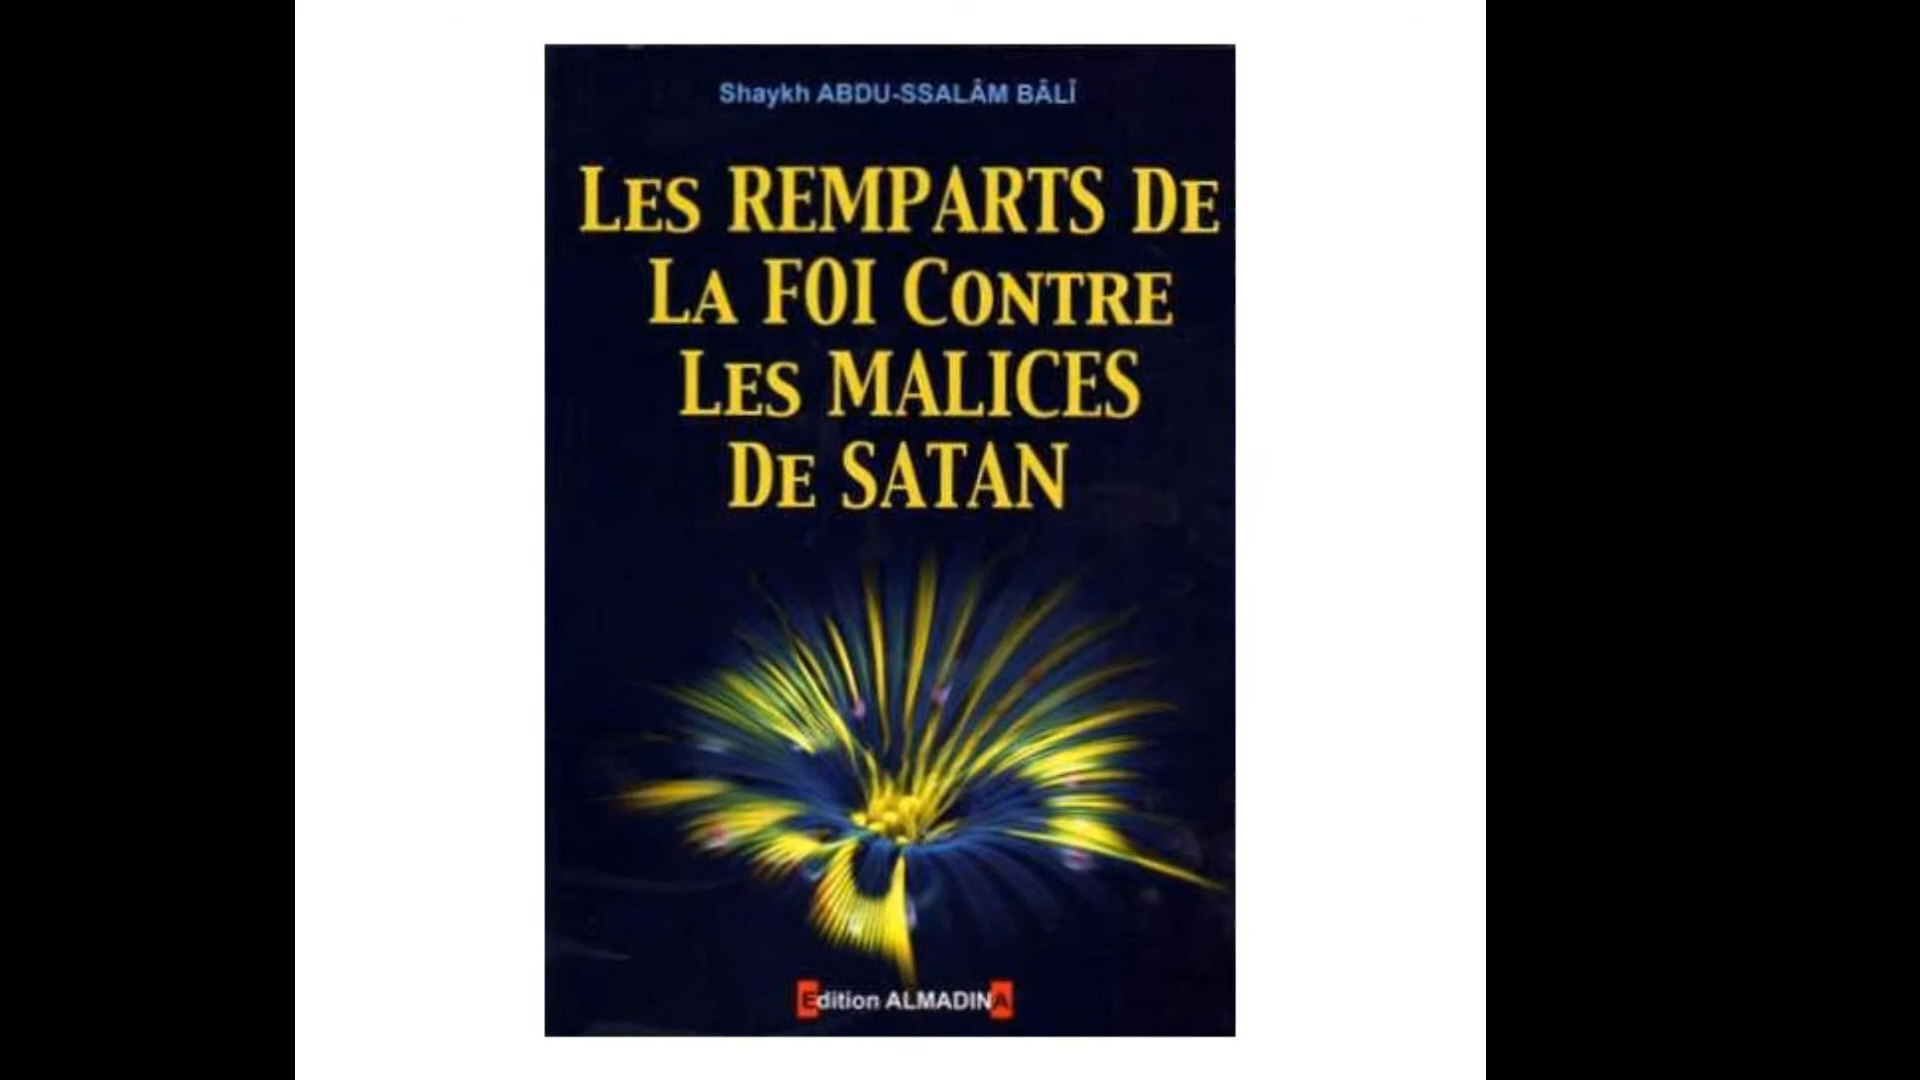 Shaykh ABDU-SSALÂM BÂLÎ
LES REMPARTS DE
LA FOI CONTRE
LES MALICES
DE SATAN
Edition ALMADINA